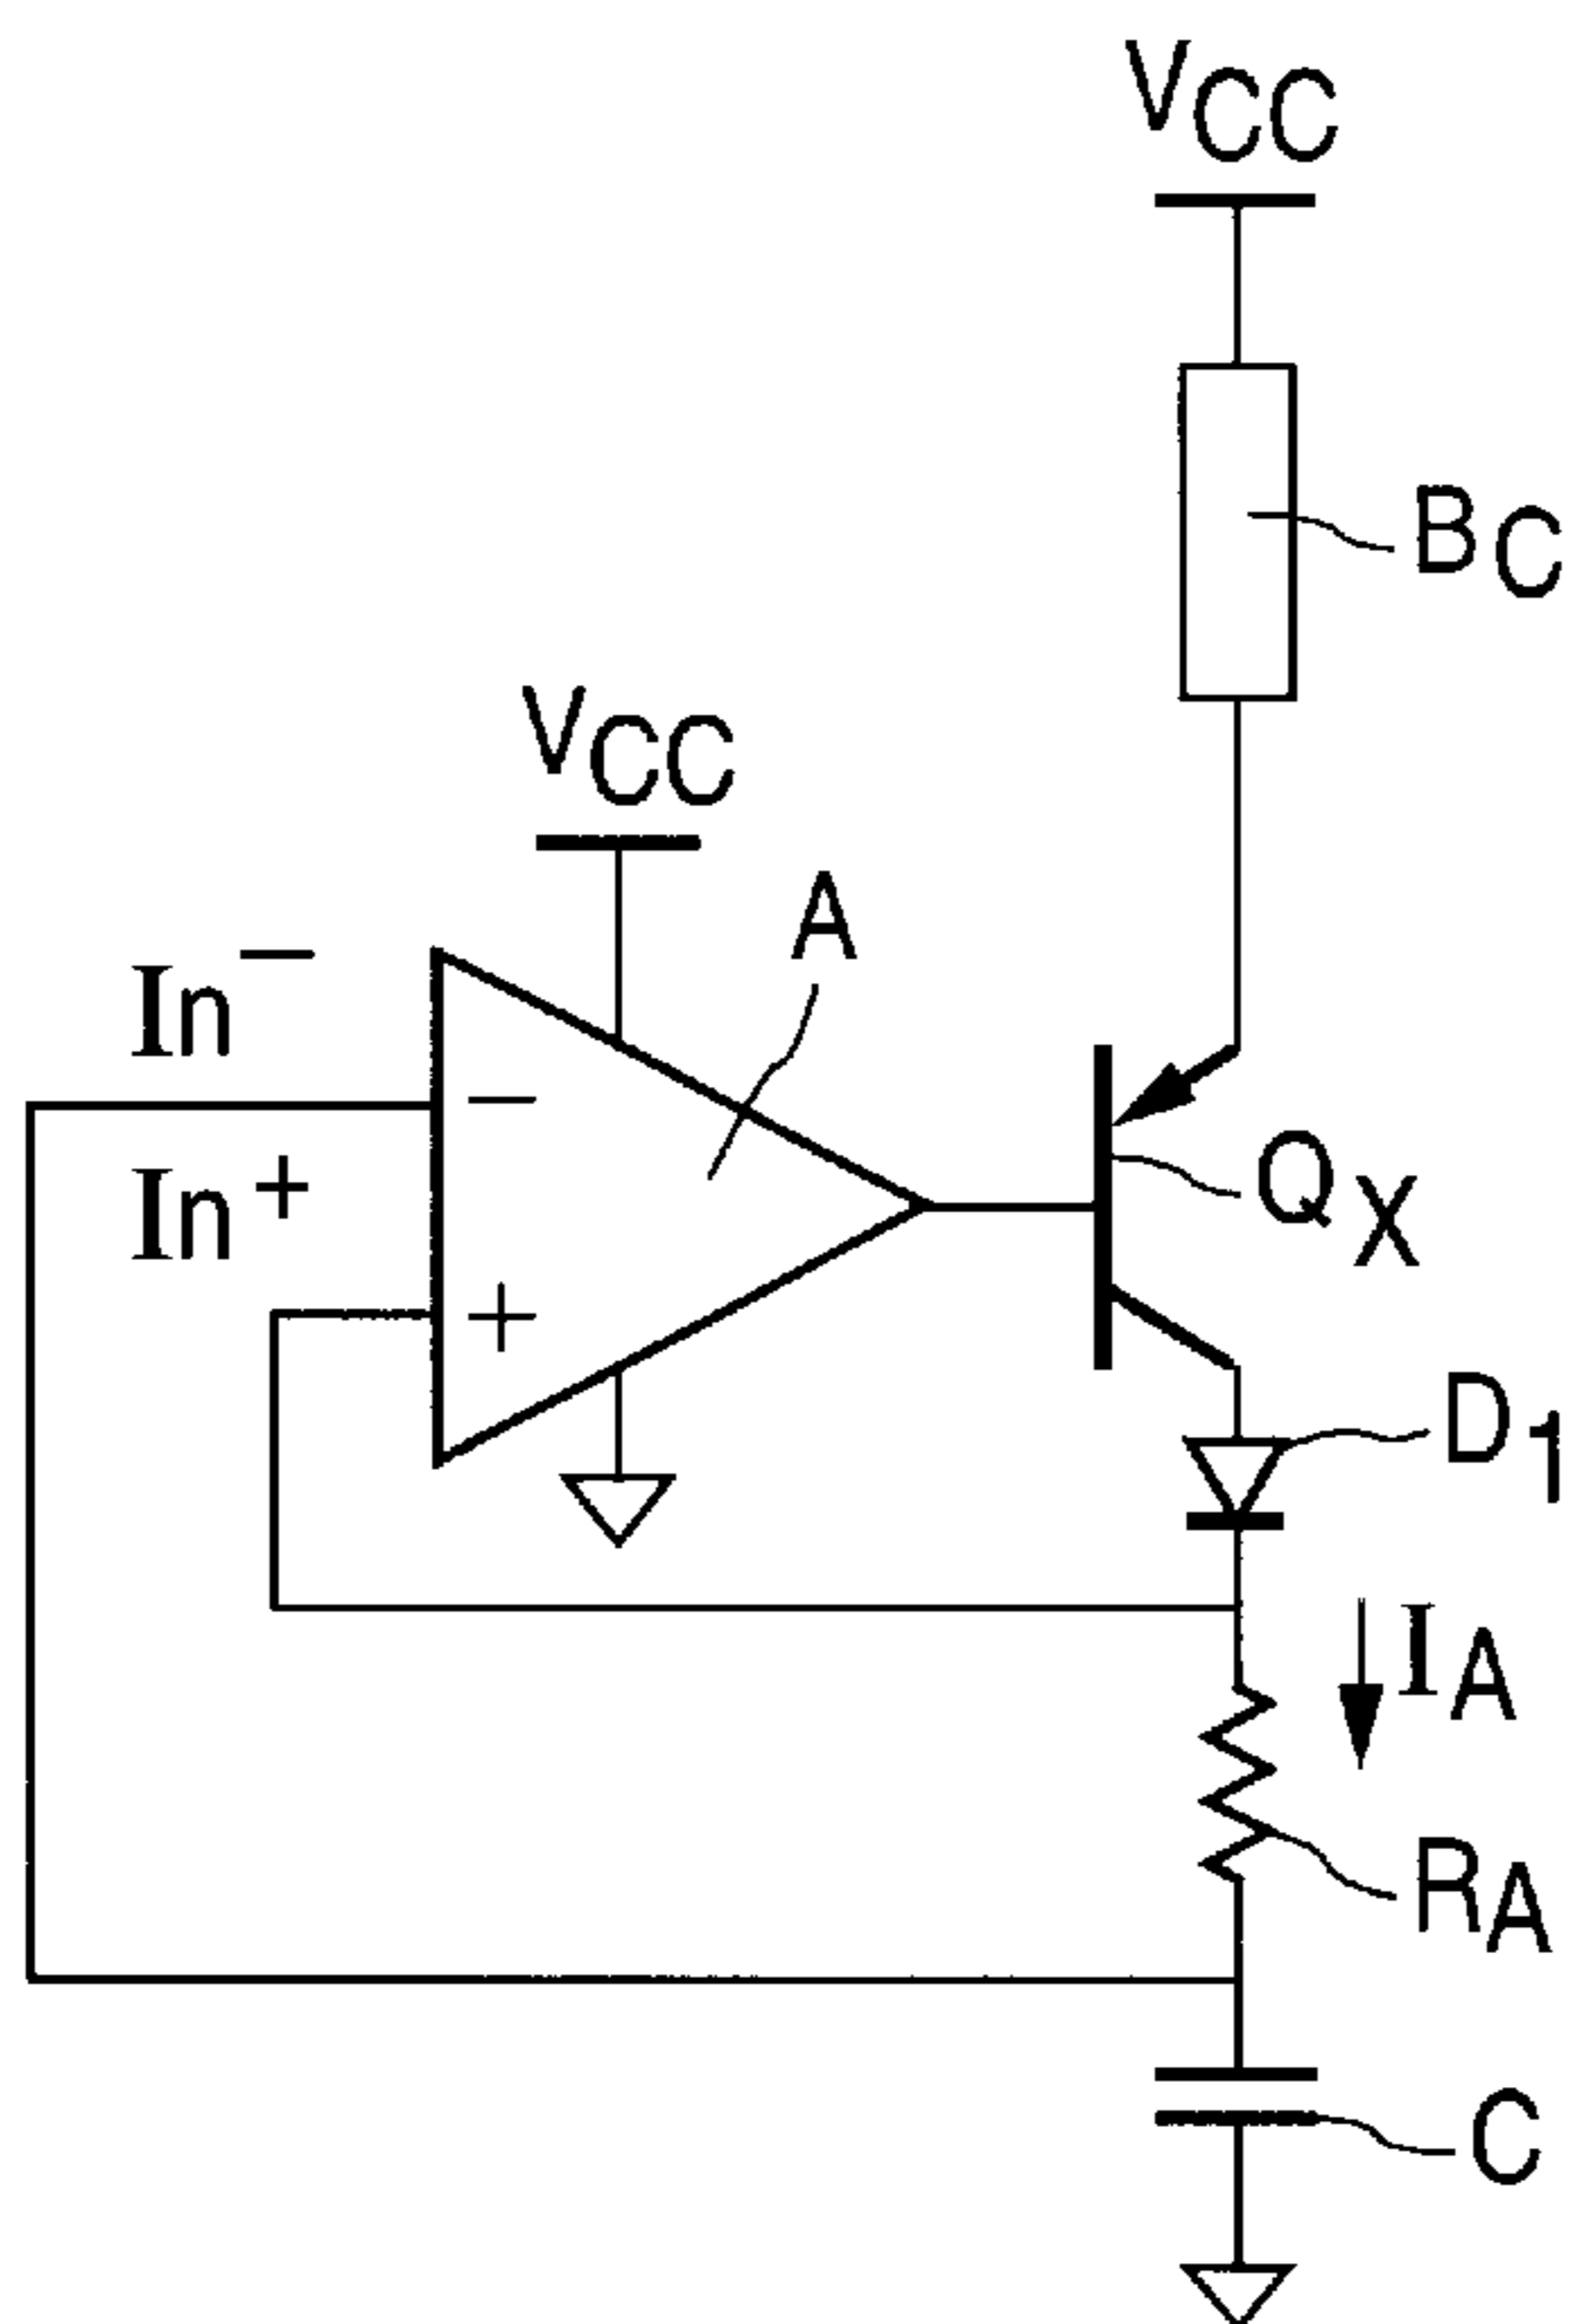 VCC
BC
VCC
A
In−
In+
−
+
QX
D1
IA
RA
C